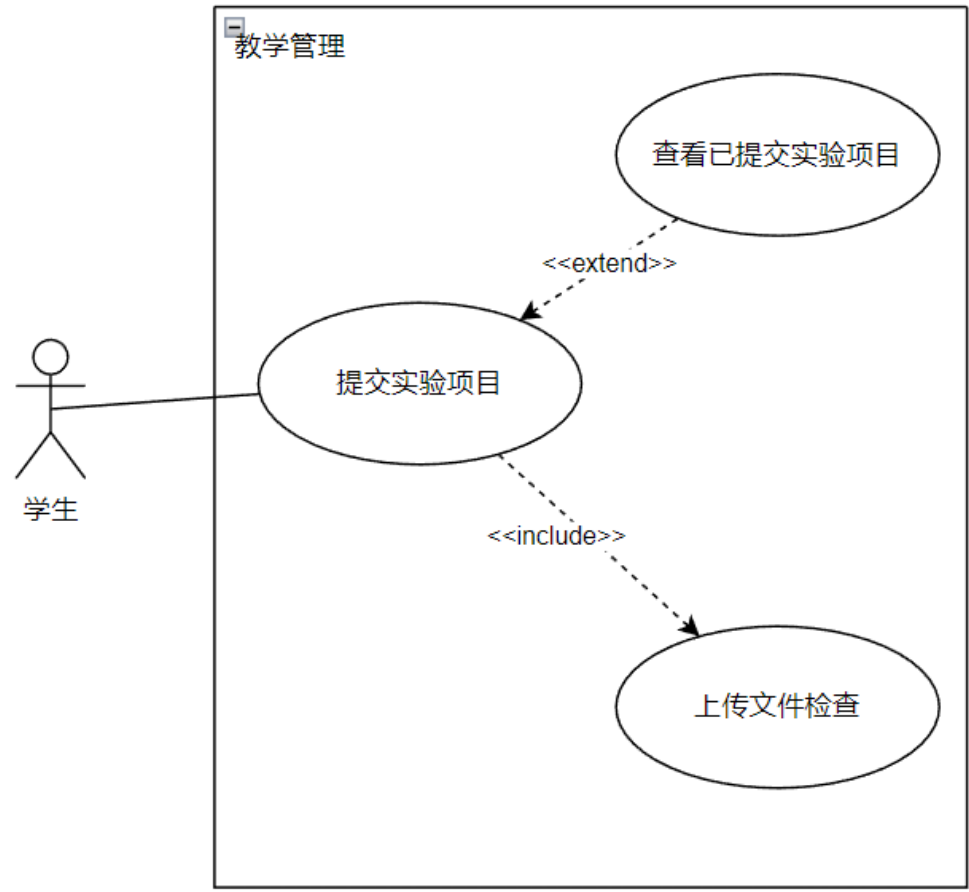 教学管理
查看已提交实验项目
<<extend>>
提交实验项目
学生
<<include>>
上传文件检查